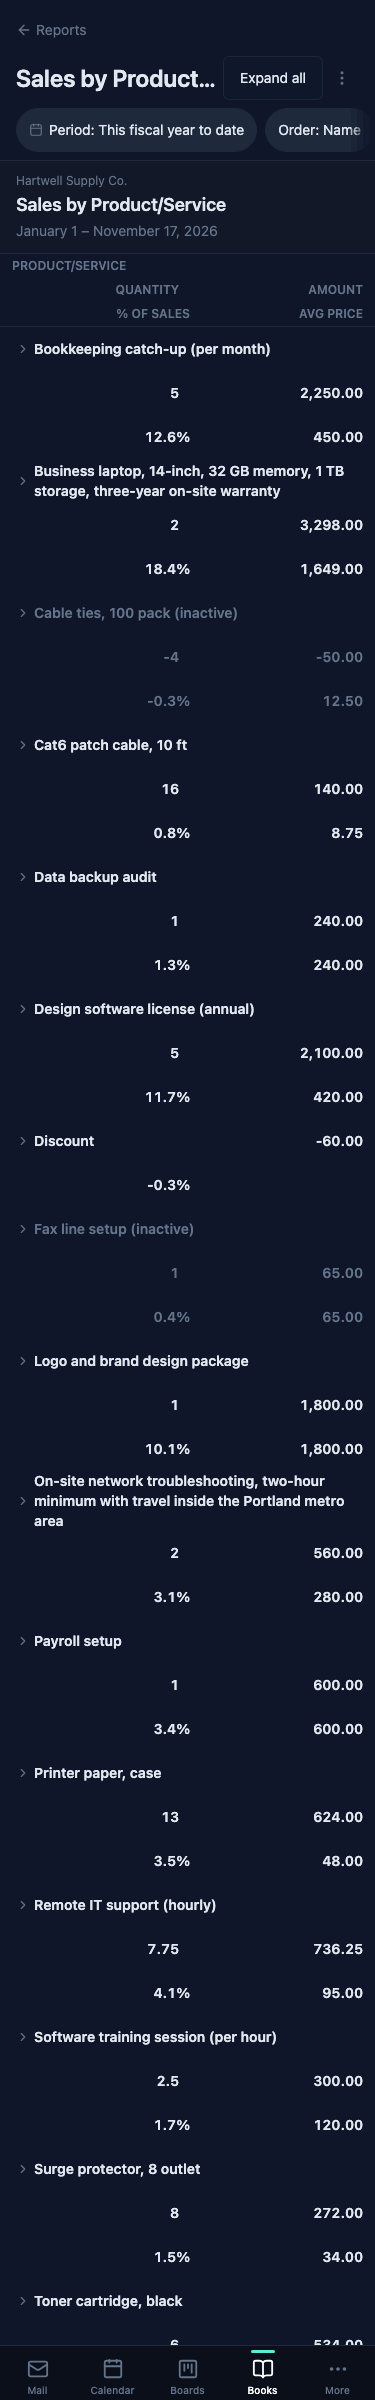 Reports
Sales by Product...
Expand all
Period: This fiscal year to date
Order: Name
Hartwell Supply Co.
Sales by Product/Service
January 1 – November 17, 2026
PRODUCT/SERVICE
QUANTITY AMOUNT
% OF SALES AVG PRICE
Bookkeeping catch-up (per month)
5 2,250.00
12.6% 450.00
Business laptop, 14-inch, 32 GB memory, 1 TB
storage, three-year on-site warranty
2 3,298.00
18.4% 1,649.00
Cable ties, 100 pack (inactive)
-4 -50.00
-0.3% 12.50
Cat6 patch cable, 10 ft
16 140.00
0.8% 8.75
Data backup audit
1 240.00
1.3% 240.00
Design software license (annual)
5 2,100.00
11.7% 420.00
Discount -60.00
-0.3%
Fax line setup (inactive)
1 65.00
0.4% 65.00
Logo and brand design package
1 1,800.00
10.1% 1,800.00
On-site network troubleshooting, two-hour
minimum with travel inside the Portland metro
area
2 560.00
3.1% 280.00
Payroll setup
1 600.00
3.4% 600.00
Printer paper, case
13 624.00
3.5% 48.00
Remote IT support (hourly)
7.75 736.25
4.1% 95.00
Software training session (per hour)
2.5 300.00
1.7% 120.00
Surge protector, 8 outlet
8 272.00
1.5% 34.00
Toner cartridge, black
Mail
Calendar
Boards
Books
More